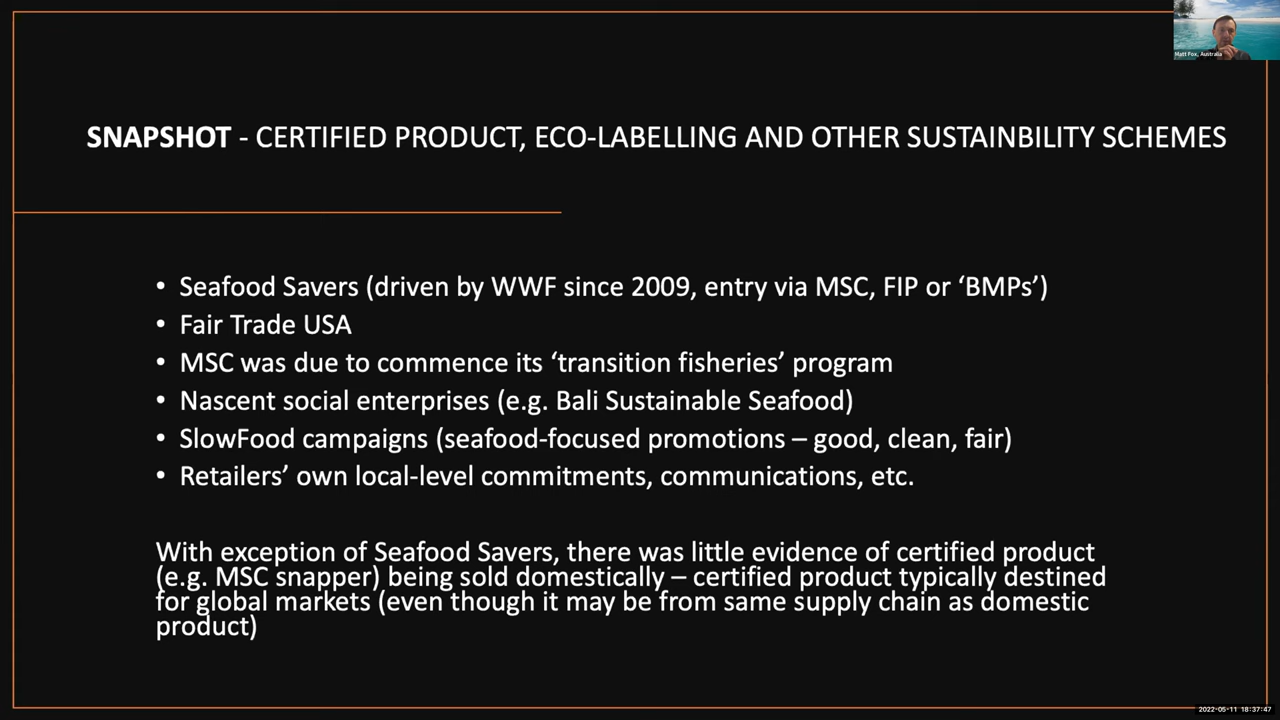 Matt Fox, Australia
SNAPSHOT - CERTIFIED PRODUCT, ECO-LABELLING AND OTHER SUSTAINBILITY SCHEMES
• Seafood Savers (driven by WWF since 2009, entry via MSC, FIP or ‘BMPs’)
• Fair Trade USA
• MSC was due to commence its ‘transition fisheries’ program
• Nascent social enterprises (e.g. Bali Sustainable Seafood)
• SlowFood campaigns (seafood-focused promotions – good, clean, fair)
• Retailers’ own local-level commitments, communications, etc.
With exception of Seafood Savers, there was little evidence of certified product
(e.g. MSC snapper) being sold domestically – certified product typically destined
for global markets (even though it may be from same supply chain as domestic
product)
2022-05-11 18:37:47